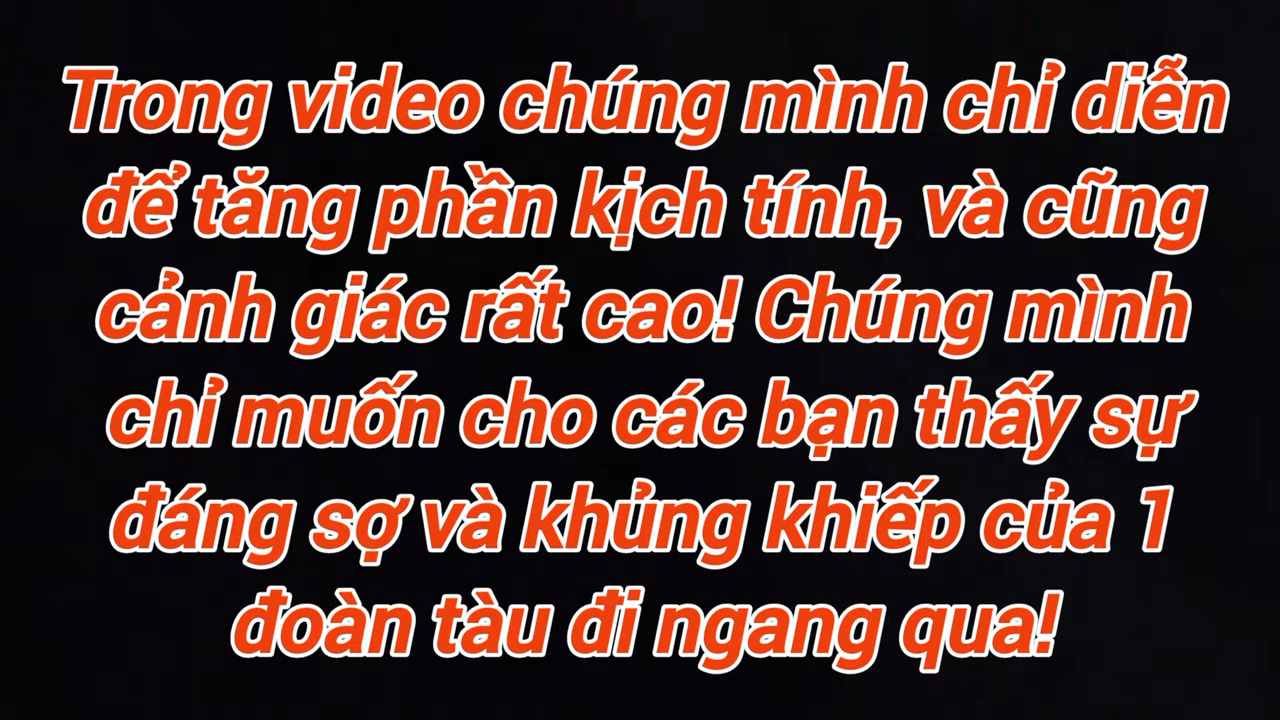 Trong video chúng mình chỉ diễn
để tăng phần kịch tính, và cũng
cảnh giác rất cao! Chúng mình
chỉ muốn cho các bạn thấy sự
đáng sợ và khủng khiếp của 1
đoàn tàu đi ngang qua!